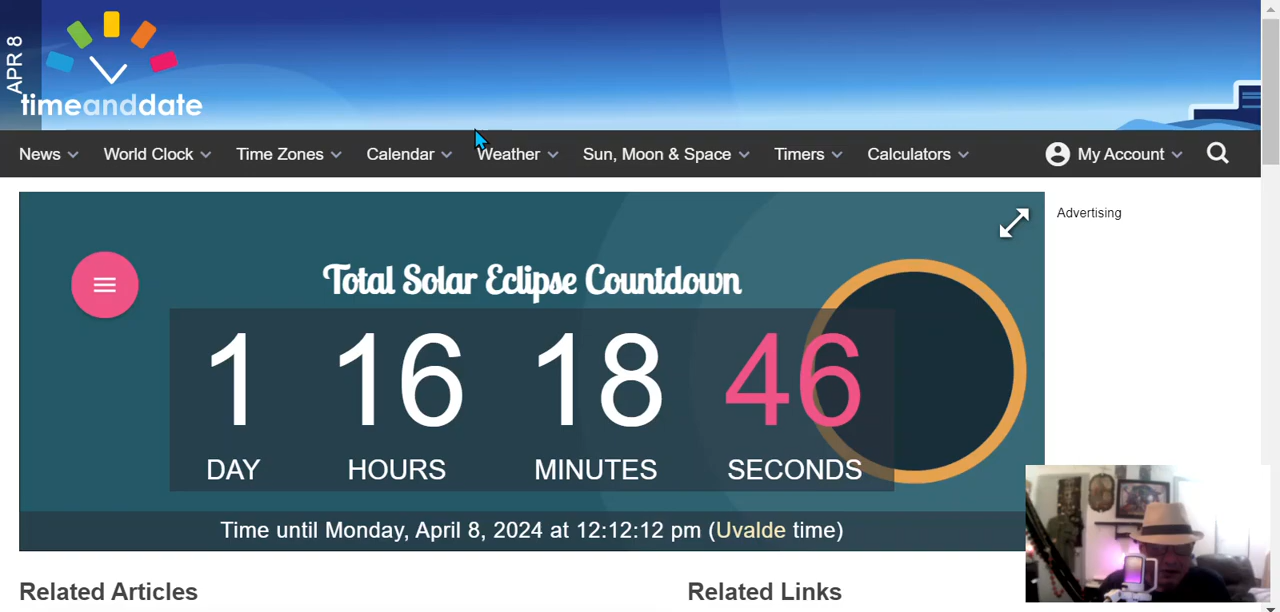 APR 8
timeanddate
News World Clock Time Zones Calendar Weather Sun, Moon & Space Timers Calculators My Account
Advertising
Total Solar Eclipse Countdown
1 16 18 46
DAY HOURS MINUTES SECONDS
Time until Monday, April 8, 2024 at 12:12:12 pm (Uvalde time)
Related Articles Related Links